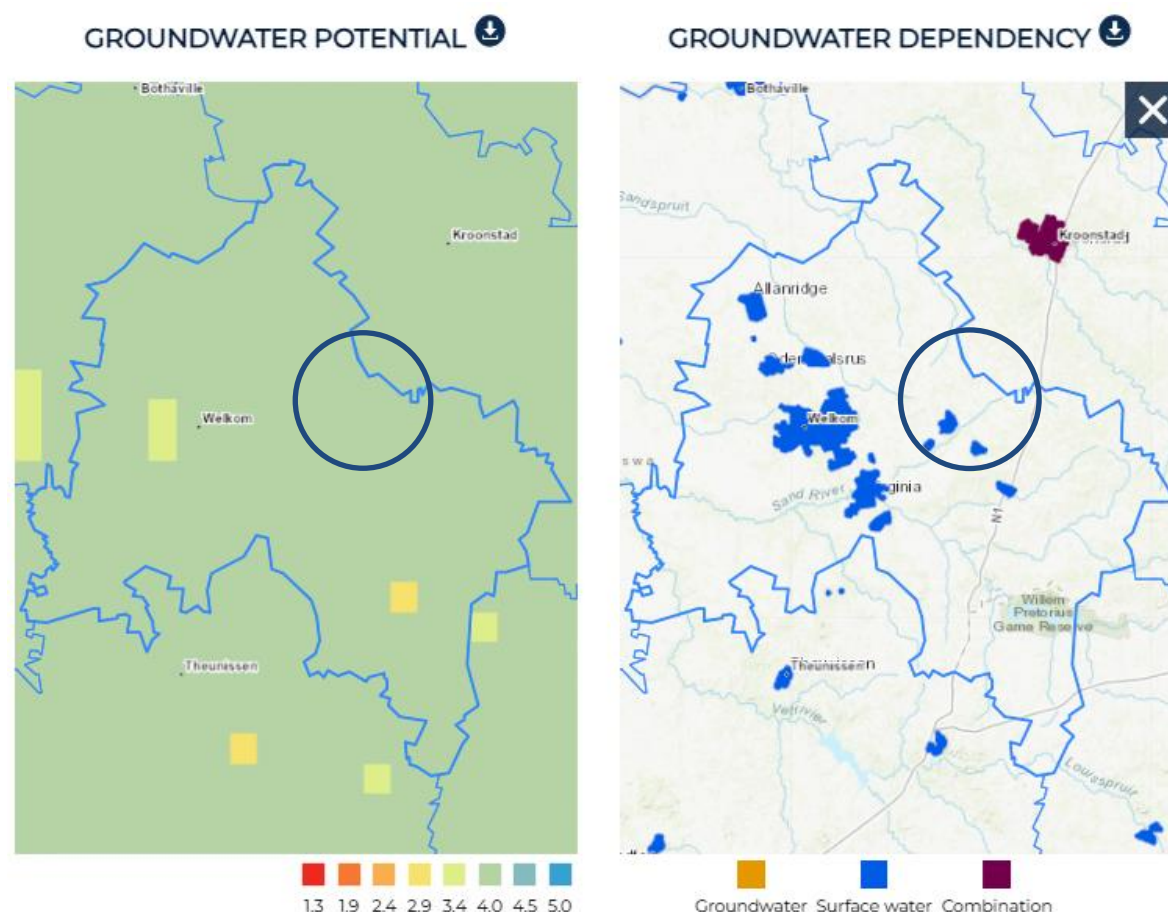 GROUNDWATER POTENTIAL
Bothaville
Kroonstad
Welkom
Theunissen
1.3 1.9 2.4 2.9 3.4 4.0 4.5 5.0
GROUNDWATER DEPENDENCY
Bothaville
Sandspruit
Kroonstad
Allanridge
Welkom
swa
Sand River
ginia
N1
Willem
Pretorius
Game Reserve
Theunissen
Groundwater Surface water Combination